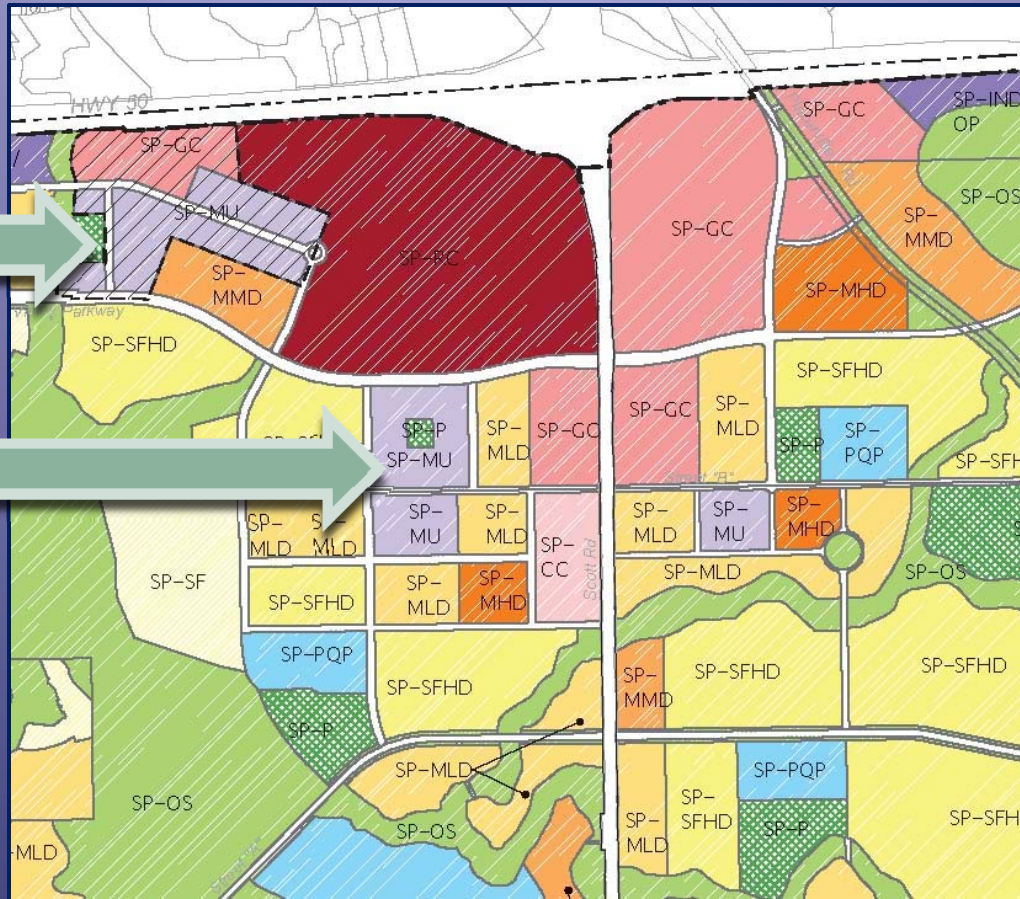 HWY 50
SP-GC
SP-GC
SP-IND
OP
SP-MU
SP-GC
SP-OS
SP-
MMD
SP-RC
SP-
MMD
SP-MHD
Parkway
SP-SFHD
SP-SFHD
SP-GC
SP-
MLD
SP-P
SP-MU
SP-
MLD
SP-GC
SP-P
SP-
PQP
SP-SFH
Street "B"
SP-
MLD
SP-
MLD
SP-
MU
SP-
MLD
SP-
CC
SP-
MLD
SP-
MU
SP-
MHD
SP-SF
SP-SFHD
SP-
MLD
SP-
MHD
Scott Rd
SP-MLD
SP-OS
SP-PQP
SP-SFHD
SP-
MMD
SP-SFHD
SP-SFHD
SP-P
SP-MLD
SP-PQP
SP-OS
SP-OS
SP-
MLD
SP-
SFHD
SP-P
SP-SFH
MLD
Street "A"